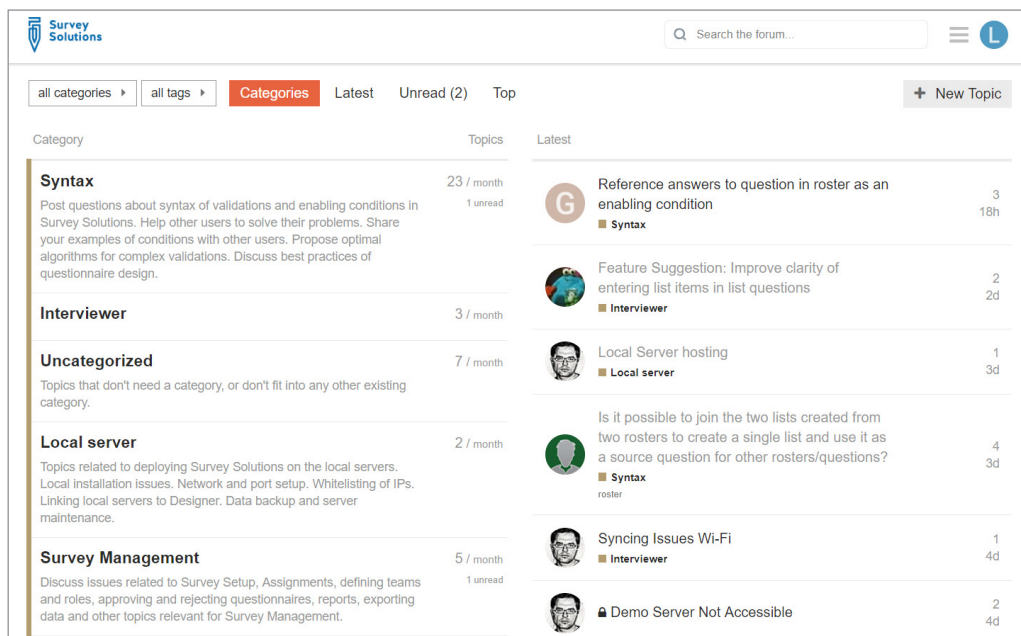 Survey
Solutions
Search the forum...
L
all categories
all tags
Categories
Latest
Unread (2)
Top
+ New Topic
Category
Topics
Syntax
23 / month
1 unread
Post questions about syntax of validations and enabling conditions in
Survey Solutions. Help other users to solve their problems. Share
your examples of conditions with other users. Propose optimal
algorithms for complex validations. Discuss best practices of
questionnaire design.
Interviewer
3 / month
Uncategorized
7 / month
Topics that don't need a category, or don't fit into any other existing
category.
Local server
2 / month
Topics related to deploying Survey Solutions on the local servers.
Local installation issues. Network and port setup. Whitelisting of IPs.
Linking local servers to Designer. Data backup and server
maintenance.
Survey Management
5 / month
1 unread
Discuss issues related to Survey Setup, Assignments, defining teams
and roles, approving and rejecting questionnaires, reports, exporting
data and other topics relevant for Survey Management.
Latest
G
Reference answers to question in roster as an
enabling condition
Syntax
3
18h
Feature Suggestion: Improve clarity of
entering list items in list questions
Interviewer
2
2d
Local Server hosting
Local server
1
3d
Is it possible to join the two lists created from
two rosters to create a single list and use it as
a source question for other rosters/questions?
Syntax
roster
4
3d
Syncing Issues Wi-Fi
Interviewer
1
4d
Demo Server Not Accessible
2
4d